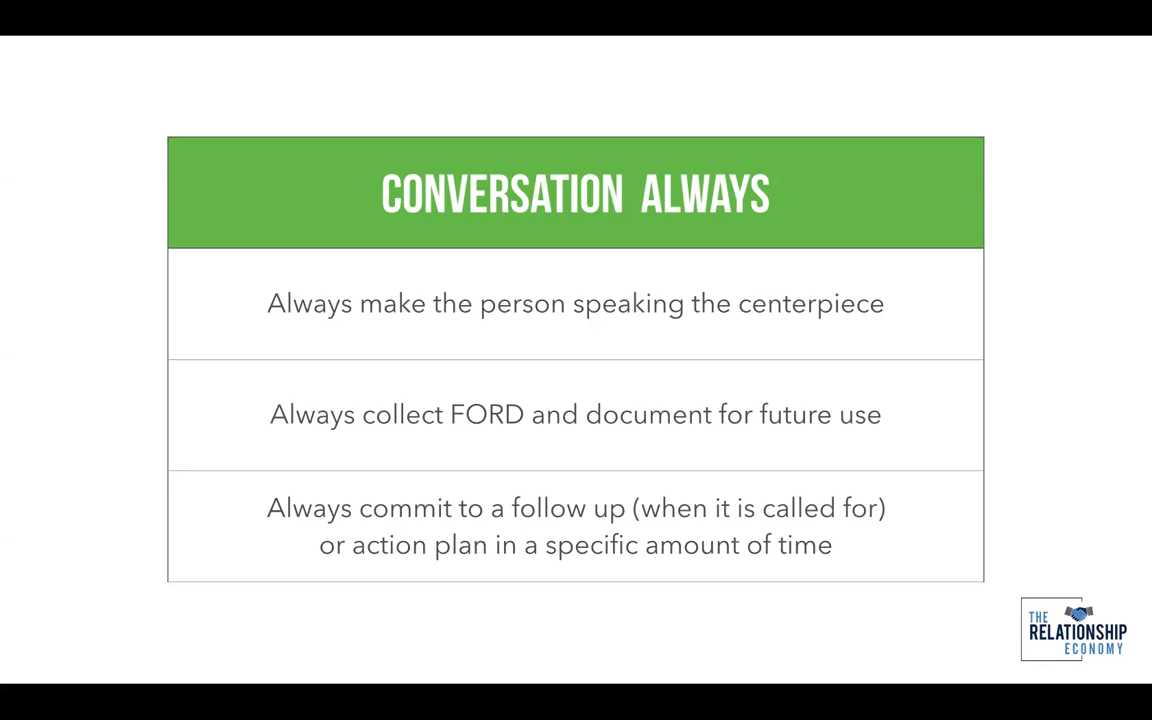 CONVERSATION ALWAYS
Always make the person speaking the centerpiece
Always collect FORD and document for future use
Always commit to a follow up (when it is called for)
or action plan in a specific amount of time
THE
RELATIONSHIP
ECONOMY